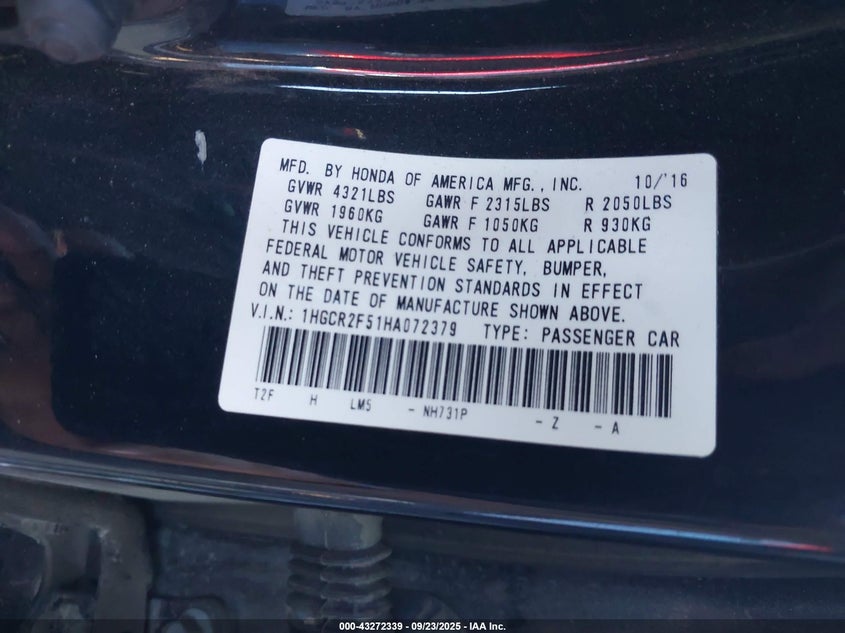 MFD. BY HONDA OF AMERICA MFG., INC. 10/'16
GVWR 4321LBS GAWR F 2315LBS R 2050LBS
GVWR 1960KG GAWR F 1050KG R 930KG
THIS VEHICLE CONFORMS TO ALL APPLICABLE
FEDERAL MOTOR VEHICLE SAFETY, BUMPER,
AND THEFT PREVENTION STANDARDS IN EFFECT
ON THE DATE OF MANUFACTURE SHOWN ABOVE.
V.I.N.: 1HGCR2F51HA072379 TYPE: PASSENGER CAR
T2F H LM5 - NH731P - Z - A
000-43272339 - 09/23/2025 - IAA Inc.